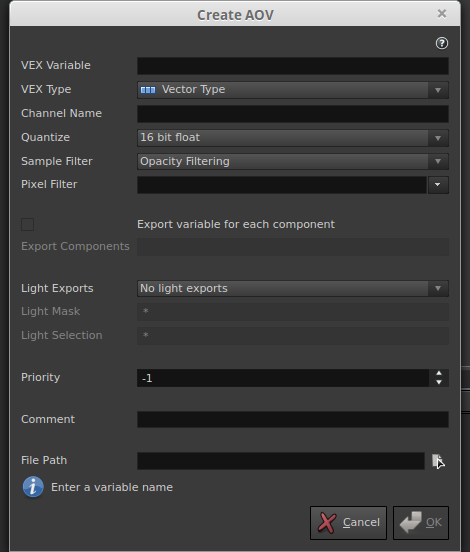 Create AOV
VEX Variable
VEX Type Vector Type
Channel Name
Quantize 16 bit float
Sample Filter Opacity Filtering
Pixel Filter
Export variable for each component
Export Components
Light Exports No light exports
Light Mask *
Light Selection *
Priority -1
Comment
File Path
Enter a variable name
Cancel OK